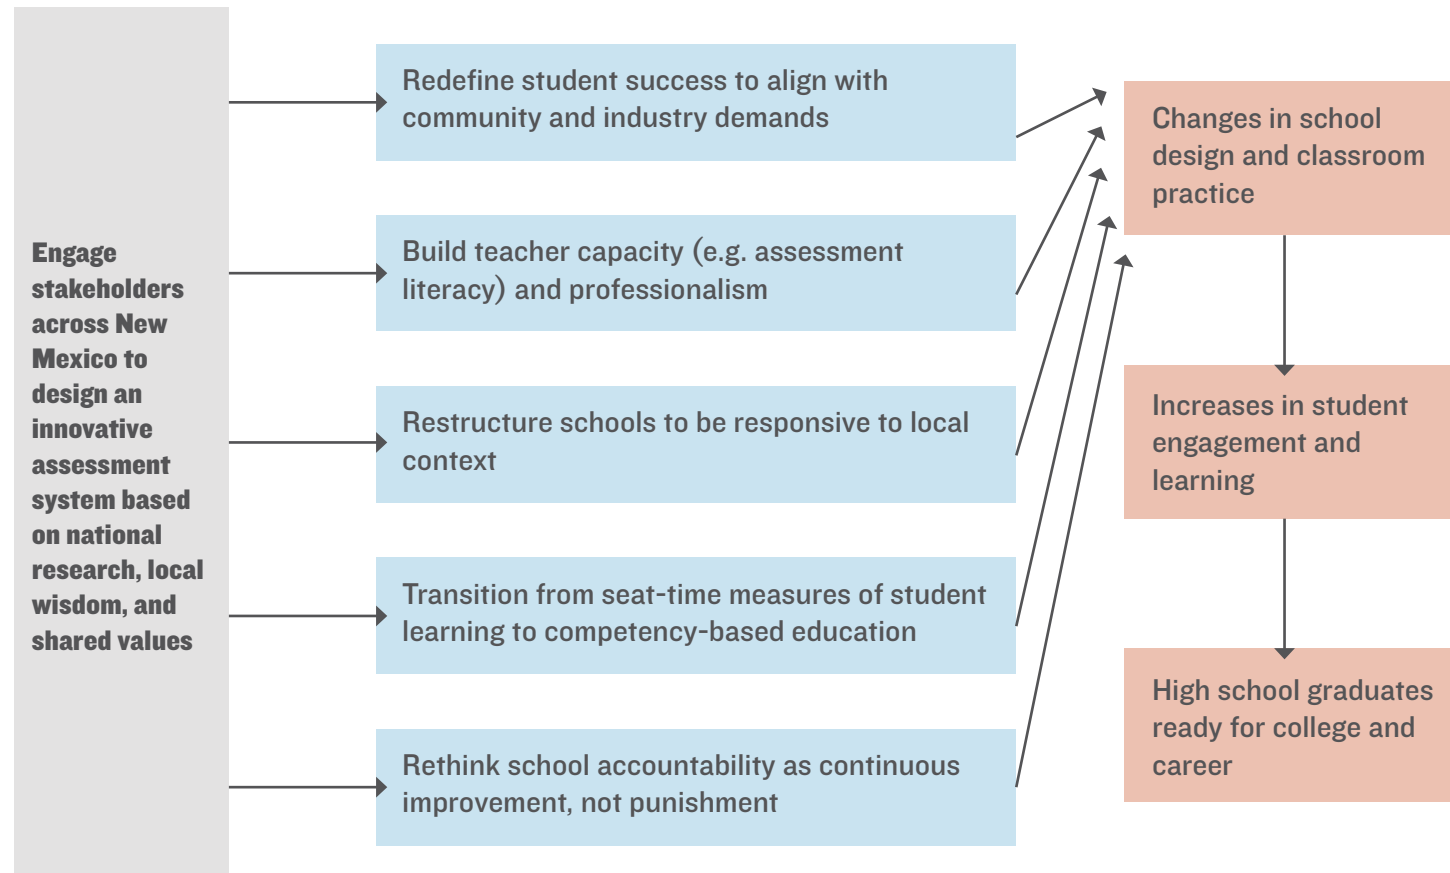 Engage
stakeholders
across New
Mexico to
design an
innovative
assessment
system based
on national
research, local
wisdom, and
shared values
Redefine student success to align with
community and industry demands
Build teacher capacity (e.g. assessment
literacy) and professionalism
Restructure schools to be responsive to local
context
Transition from seat-time measures of student
learning to competency-based education
Rethink school accountability as continuous
improvement, not punishment
Changes in school
design and classroom
practice
Increases in student
engagement and
learning
High school graduates
ready for college and
career